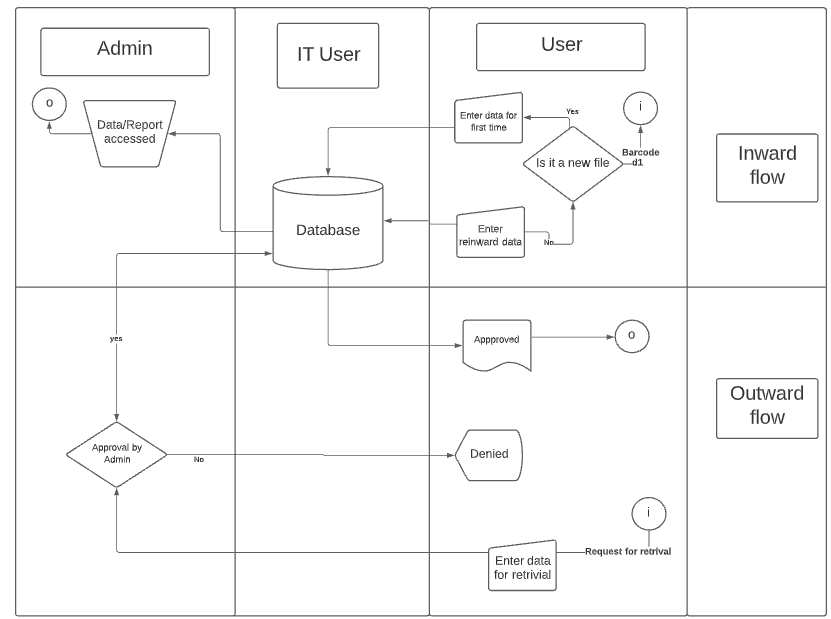 Admin
IT User
User
o
Data/Report
accessed
Enter data for
first time
Yes
i
Is it a new file
Barcode
d1
Inward
flow
Database
Enter
reinward data
No
yes
Appproved
o
Outward
flow
Approval by
Admin
No
Denied
i
Request for retrival
Enter data
for retrivial